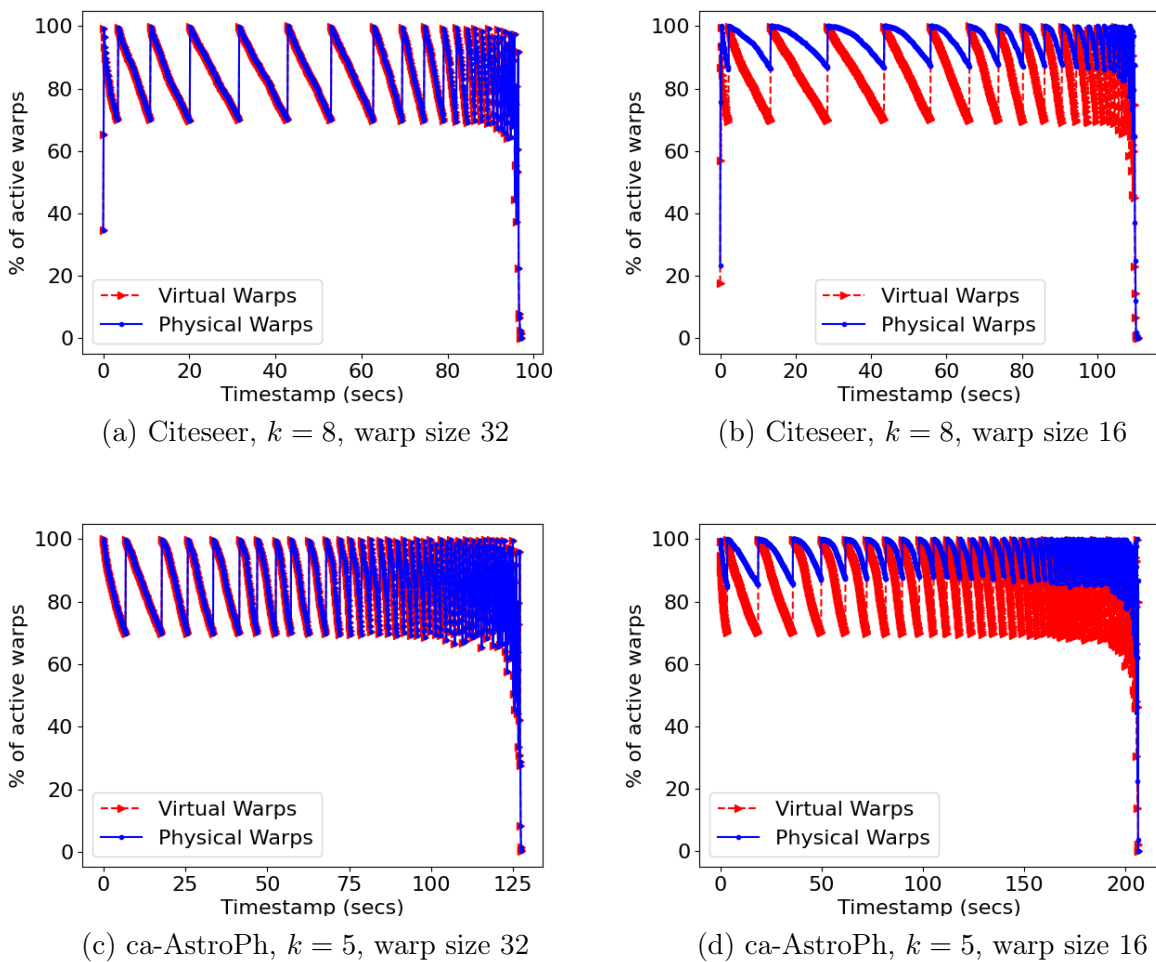 100
80
60
40
20
0
% of active warps
Virtual Warps
Physical Warps
0 20 40 60 80 100
Timestamp (secs)
(a) Citeseer, k = 8, warp size 32
100
80
60
40
20
0
% of active warps
Virtual Warps
Physical Warps
0 20 40 60 80 100
Timestamp (secs)
(b) Citeseer, k = 8, warp size 16
100
80
60
40
20
0
% of active warps
Virtual Warps
Physical Warps
0 25 50 75 100 125
Timestamp (secs)
(c) ca-AstroPh, k = 5, warp size 32
100
80
60
40
20
0
% of active warps
Virtual Warps
Physical Warps
0 50 100 150 200
Timestamp (secs)
(d) ca-AstroPh, k = 5, warp size 16